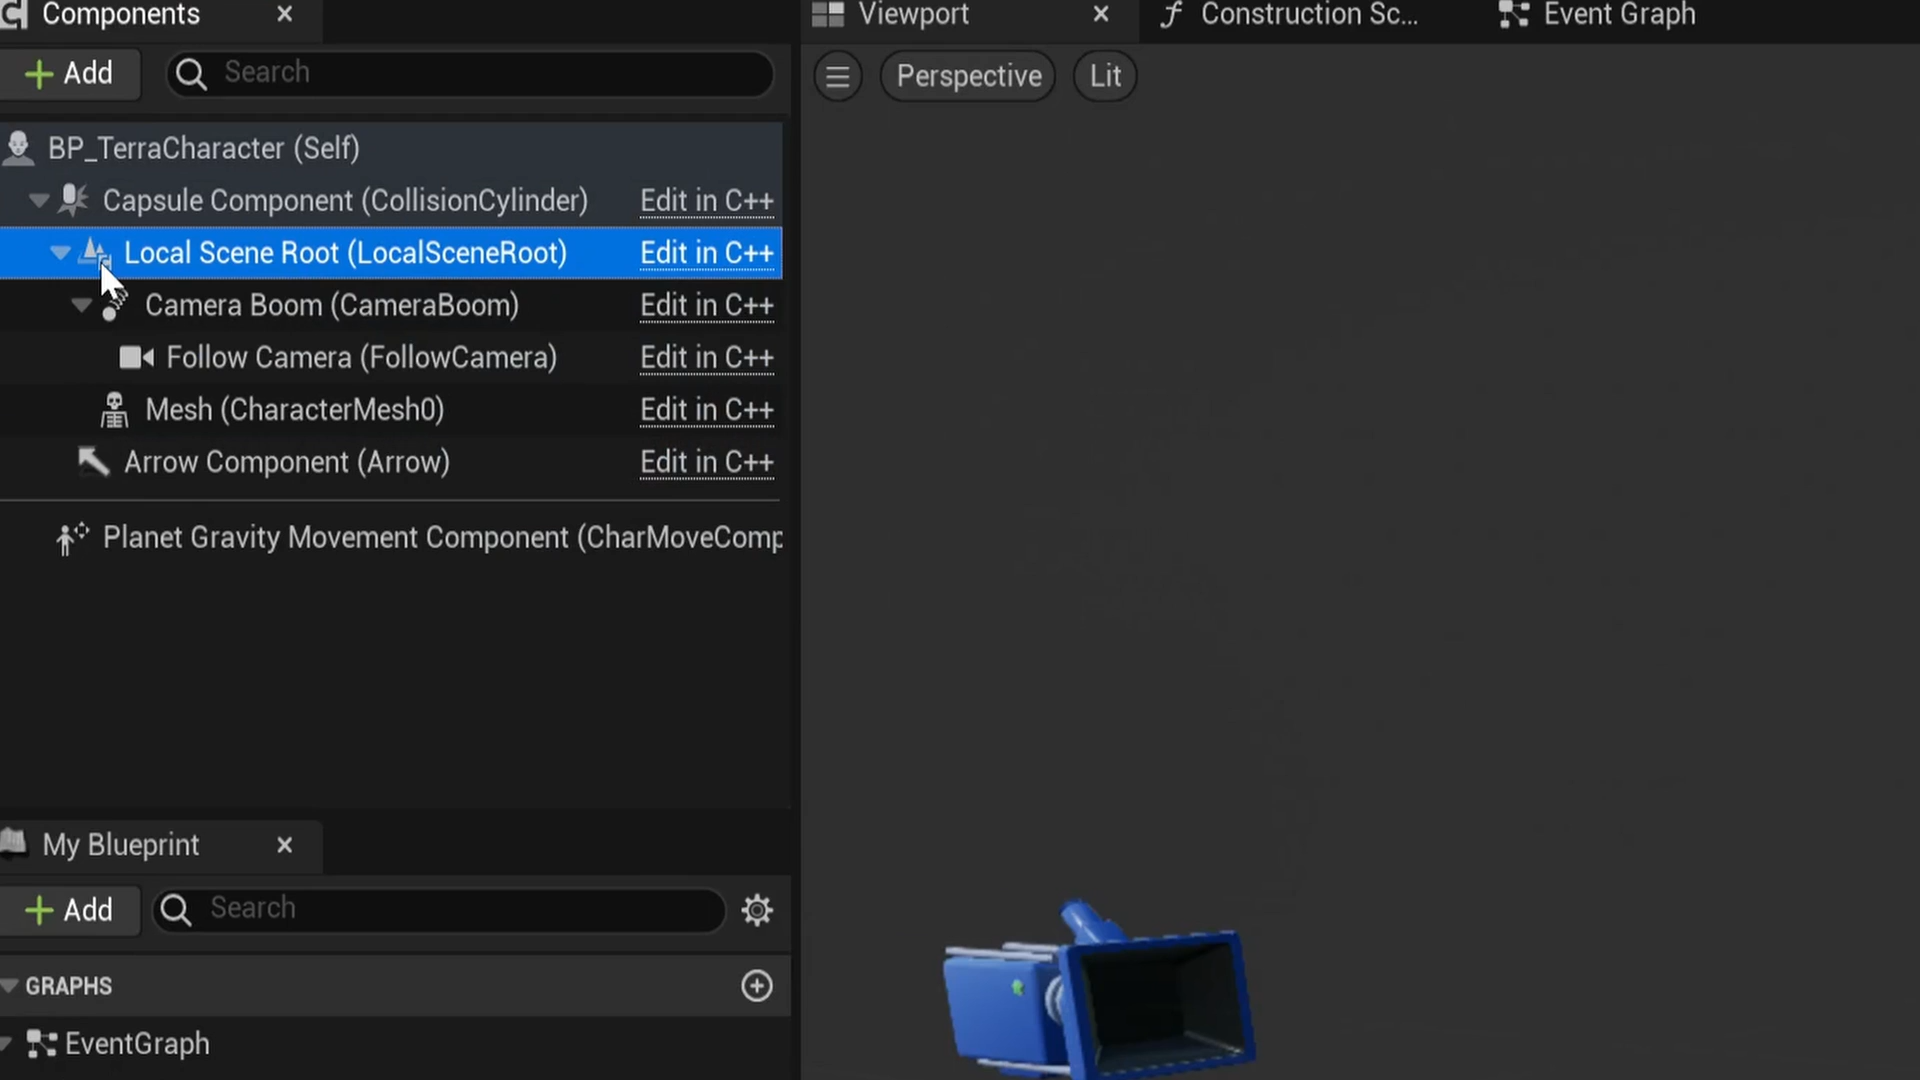 Components
Add
Search
BP_TerraCharacter (Self)
Capsule Component (CollisionCylinder) Edit in C++
Local Scene Root (LocalSceneRoot) Edit in C++
Camera Boom (CameraBoom) Edit in C++
Follow Camera (FollowCamera) Edit in C++
Mesh (CharacterMesh0) Edit in C++
Arrow Component (Arrow) Edit in C++
Planet Gravity Movement Component (CharMoveComp
My Blueprint
Add
Search
GRAPHS
EventGraph
Viewport
Construction Sc...
Event Graph
Perspective
Lit